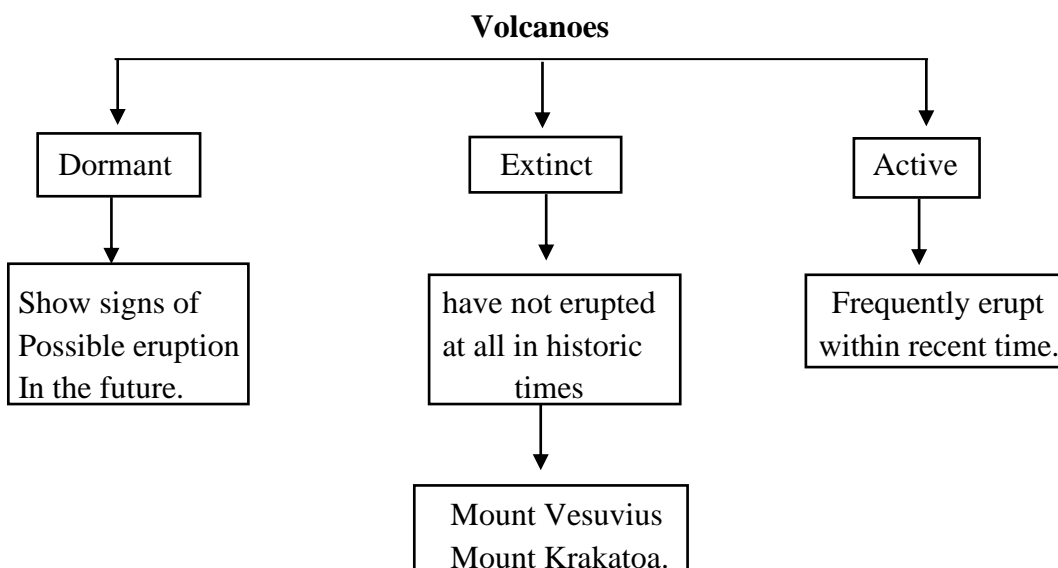 Volcanoes
Dormant
Extinct
Active
Show signs of
Possible eruption
In the future.
have not erupted
at all in historic
times
Frequently erupt
within recent time.
Mount Vesuvius
Mount Krakatoa.